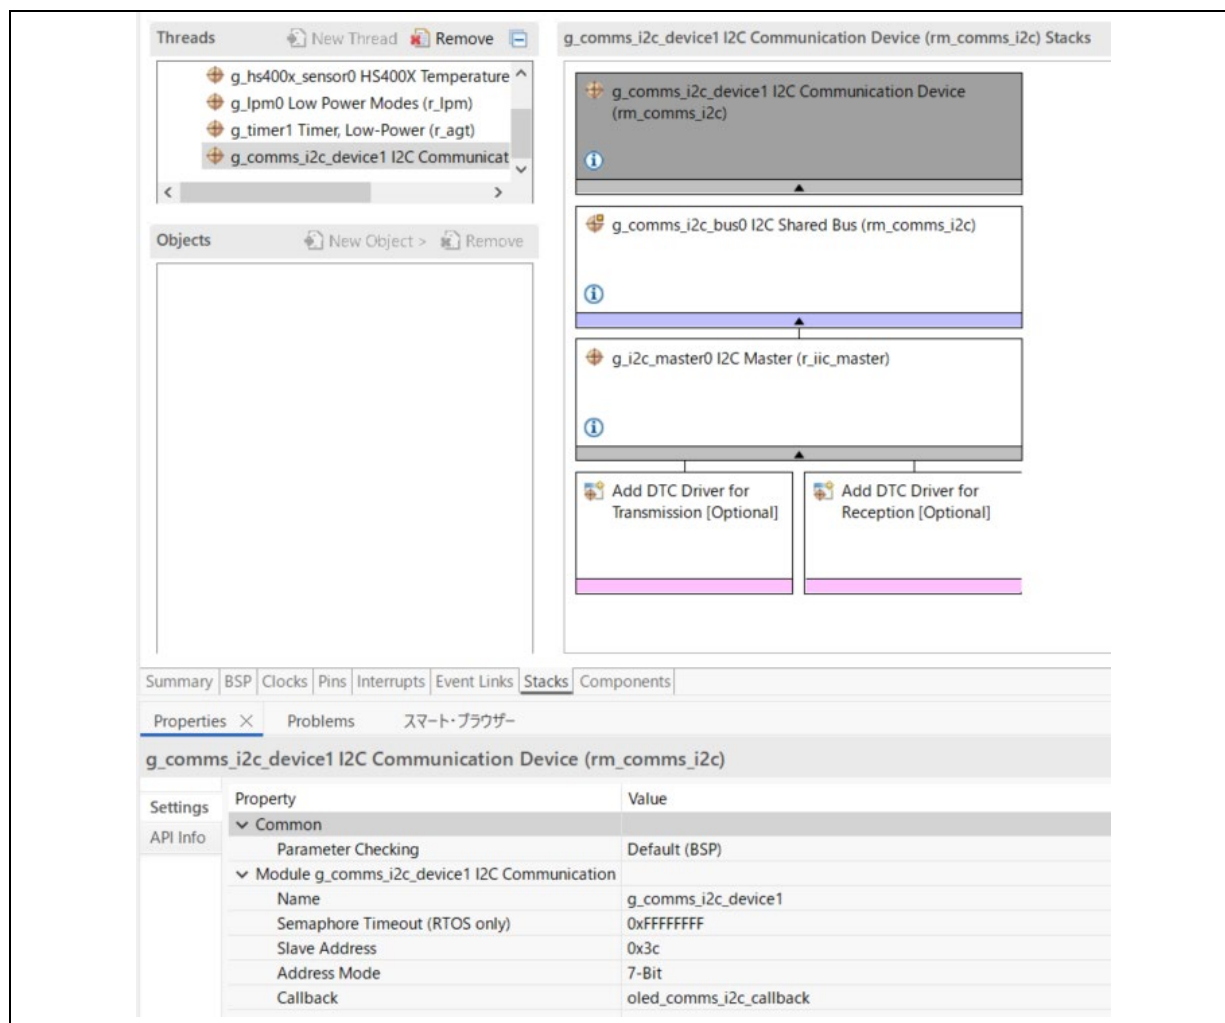 Threads New Thread Remove
g_hs400x_sensor0 HS400X Temperature
g_lpm0 Low Power Modes (r_lpm)
g_timer1 Timer, Low-Power (r_agt)
g_comms_i2c_device1 I2C Communicat
Objects New Object > Remove
g_comms_i2c_device1 I2C Communication Device (rm_comms_i2c) Stacks
g_comms_i2c_device1 I2C Communication Device
(rm_comms_i2c)
g_comms_i2c_bus0 I2C Shared Bus (rm_comms_i2c)
g_i2c_master0 I2C Master (r_iic_master)
Add DTC Driver for
Transmission [Optional]
Add DTC Driver for
Reception [Optional]
Summary BSP Clocks Pins Interrupts Event Links Stacks Components
Properties Problems スマート・ブラウザー
g_comms_i2c_device1 I2C Communication Device (rm_comms_i2c)
Settings
API Info
Property Value
Common
Parameter Checking Default (BSP)
Module g_comms_i2c_device1 I2C Communication
Name g_comms_i2c_device1
Semaphore Timeout (RTOS only) 0xFFFFFFFF
Slave Address 0x3c
Address Mode 7-Bit
Callback oled_comms_i2c_callback